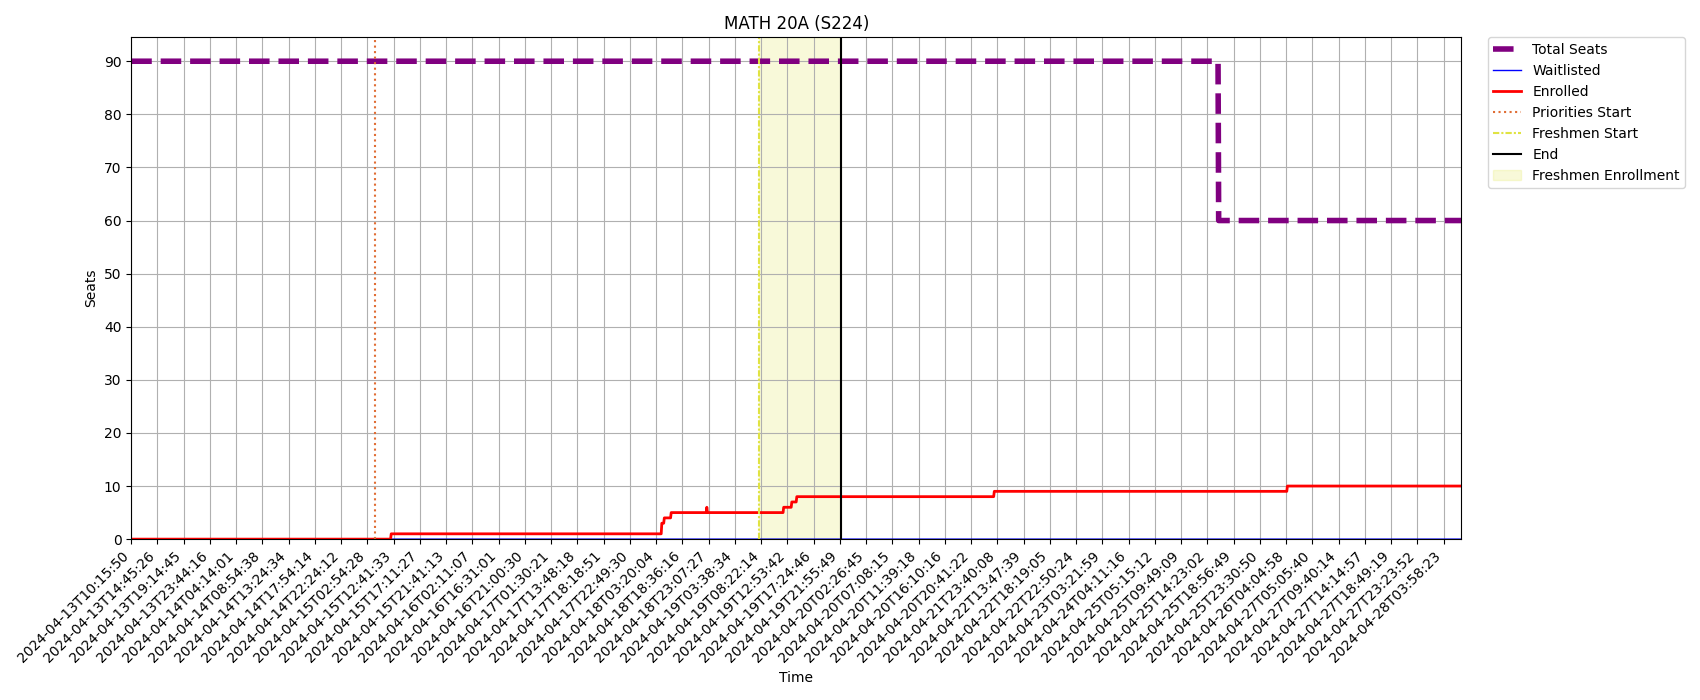 MATH 20A (S224)
Total Seats
Waitlisted
Enrolled
Priorities Start
Freshmen Start
End
Freshmen Enrollment
Seats
90
80
70
60
50
40
30
20
10
0
2024-04-13T10:15:50
2024-04-13T14:45:26
2024-04-13T19:14:45
2024-04-13T23:44:16
2024-04-14T04:14:01
2024-04-14T08:54:38
2024-04-14T13:24:34
2024-04-14T17:54:14
2024-04-14T22:24:12
2024-04-15T02:54:28
2024-04-15T12:41:33
2024-04-15T17:11:27
2024-04-15T21:41:13
2024-04-16T02:11:07
2024-04-16T16:31:01
2024-04-16T21:00:30
2024-04-17T01:30:21
2024-04-17T13:48:18
2024-04-17T18:18:51
2024-04-17T22:49:30
2024-04-18T03:20:04
2024-04-18T18:36:16
2024-04-18T23:07:27
2024-04-19T03:38:34
2024-04-19T08:22:14
2024-04-19T12:53:42
2024-04-19T17:24:46
2024-04-19T21:55:49
2024-04-20T02:26:45
2024-04-20T07:08:15
2024-04-20T11:39:18
2024-04-20T16:10:16
2024-04-20T20:41:22
2024-04-21T23:40:08
2024-04-22T13:47:39
2024-04-22T18:19:05
2024-04-22T22:50:24
2024-04-23T03:21:59
2024-04-24T04:11:16
2024-04-25T05:15:12
2024-04-25T09:49:09
2024-04-25T14:23:02
2024-04-25T18:56:49
2024-04-25T23:30:50
2024-04-26T04:04:58
2024-04-27T05:05:40
2024-04-27T09:40:14
2024-04-27T14:14:57
2024-04-27T18:49:19
2024-04-27T23:23:52
2024-04-28T03:58:23
Time